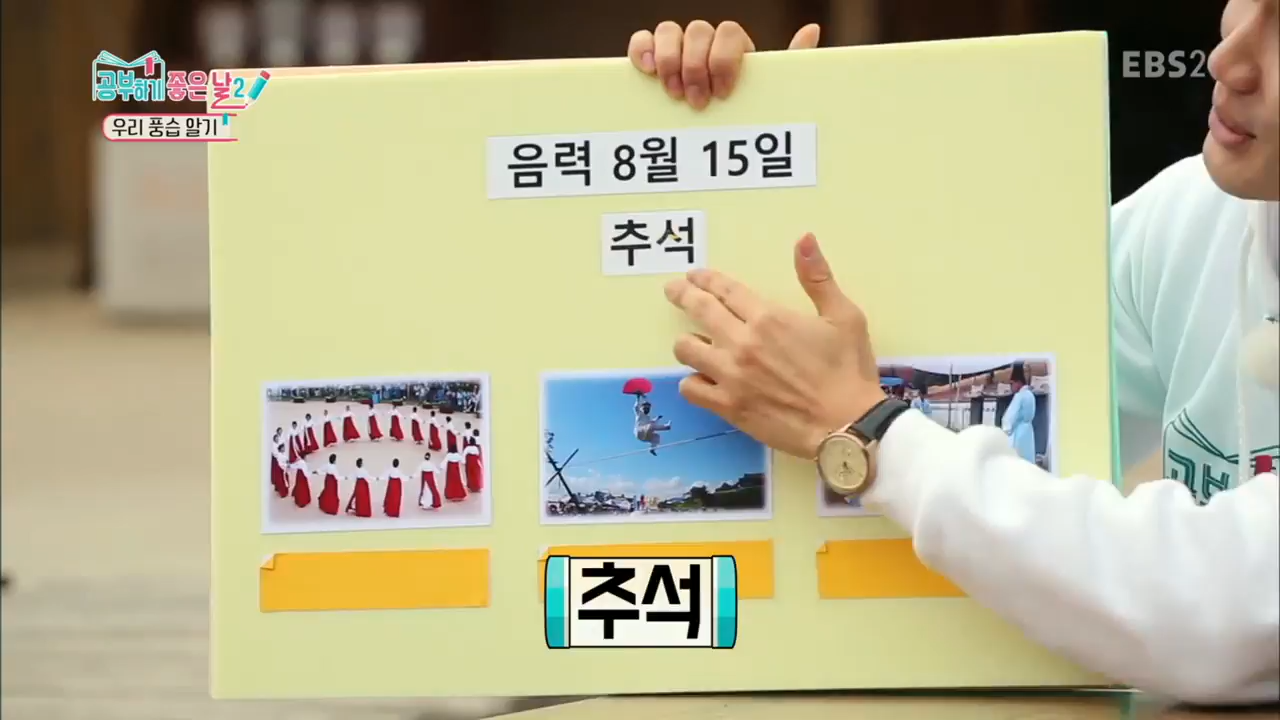 공부하기 좋은 날 2
우리 풍습 알기
EBS2
음력 8월 15일
추석
추석